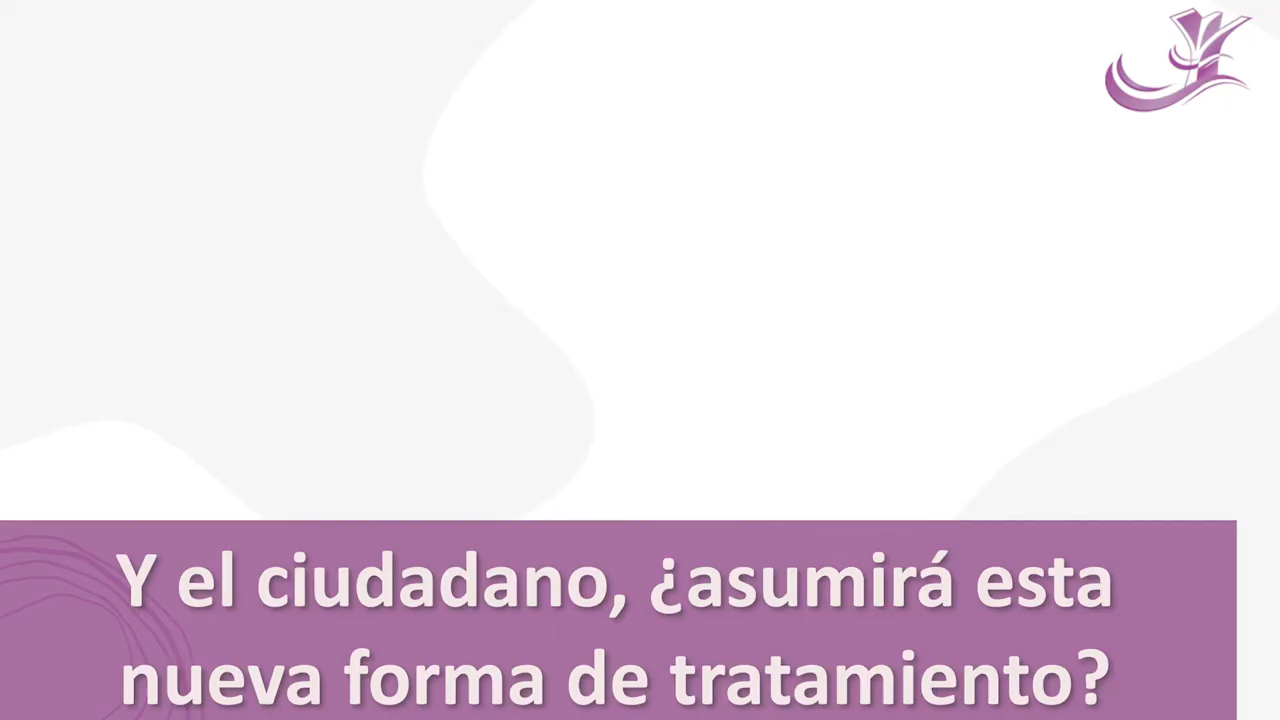 Y el ciudadano, ¿asumirá esta
nueva forma de tratamiento?